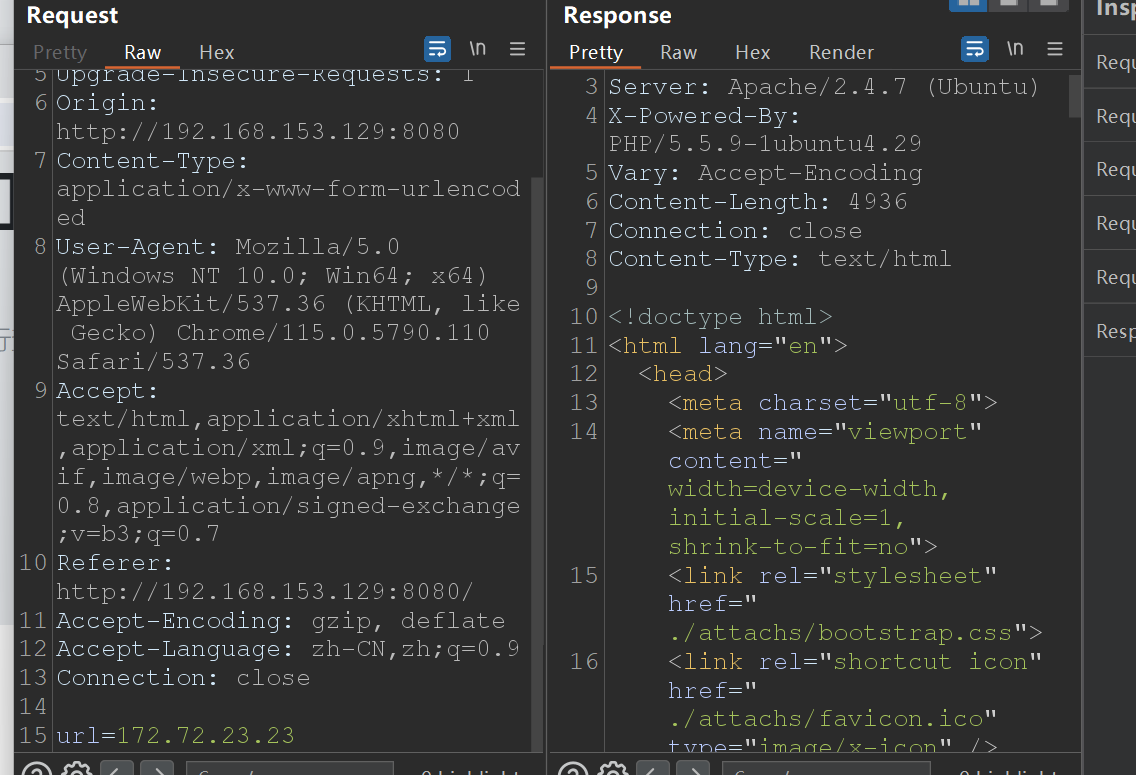 Request
Pretty Raw Hex \n
5 Upgrade-Insecure-Requests: 1
6 Origin:
http://192.168.153.129:8080
7 Content-Type:
application/x-www-form-urlencod
ed
8 User-Agent: Mozilla/5.0
(Windows NT 10.0; Win64; x64)
AppleWebKit/537.36 (KHTML, like
Gecko) Chrome/115.0.5790.110
Safari/537.36
9 Accept:
text/html,application/xhtml+xml
,application/xml;q=0.9,image/av
if,image/webp,image/apng,*/*;q=
0.8,application/signed-exchange
;v=b3;q=0.7
10 Referer:
http://192.168.153.129:8080/
11 Accept-Encoding: gzip, deflate
12 Accept-Language: zh-CN,zh;q=0.9
13 Connection: close
14
15 url=172.72.23.23
Response
Pretty Raw Hex Render \n
3 Server: Apache/2.4.7 (Ubuntu)
4 X-Powered-By:
PHP/5.5.9-1ubuntu4.29
5 Vary: Accept-Encoding
6 Content-Length: 4936
7 Connection: close
8 Content-Type: text/html
9
10 <!doctype html>
11 <html lang="en">
12 <head>
13 <meta charset="utf-8">
14 <meta name="viewport"
content="
width=device-width,
initial-scale=1,
shrink-to-fit=no">
15 <link rel="stylesheet"
href="
./attachs/bootstrap.css">
16 <link rel="shortcut icon"
href="
./attachs/favicon.ico"
type="image/x-icon" />
Insp
Requ
Requ
Requ
Requ
Requ
Resp